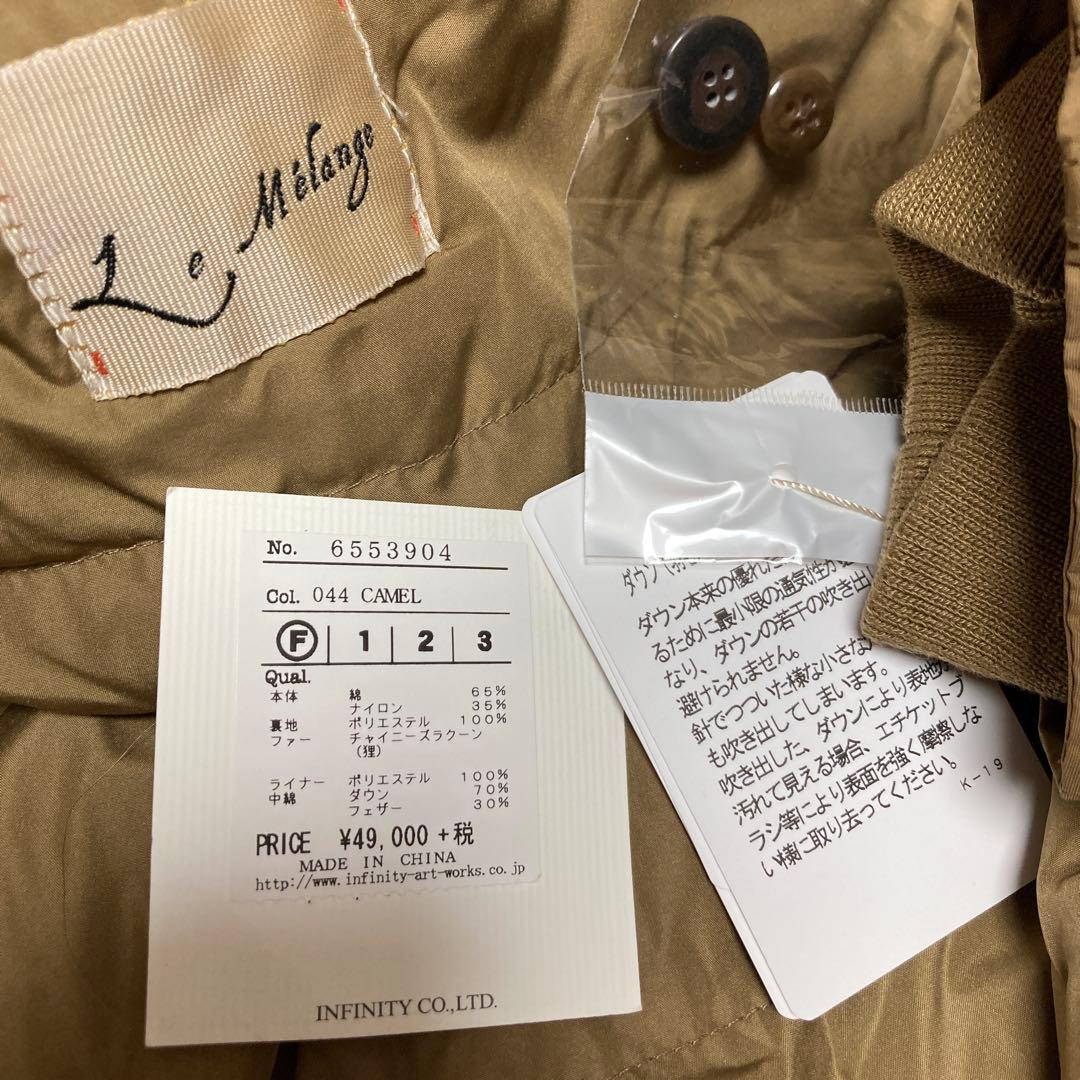 Le Mélange
No. 6553904
Col. 044 CAMEL
F 1 2 3
Qual.
本体 綿 65%
ナイロン 35%
裏地 ポリエステル 100%
ファー チャイニーズラクーン
(狸)
ライナー ポリエステル 100%
中綿 ダウン 70%
フェザー 30%
PRICE ¥49,000 +税
MADE IN CHINA
http://www.infinity-art-works.co.jp
INFINITY CO.,LTD.
ダウン
ダウン本来の優れた
るために最小限の通気性が
なり、ダウンの若干の吹き出し
避けられません。
針でつついた様な小さな
も吹き出してしまいます。
吹き出した、ダウンにより表地が
汚れて見える場合、エチケットブ
ラシ等により表面を強く摩擦しな
い様に取り去ってください。
K-19